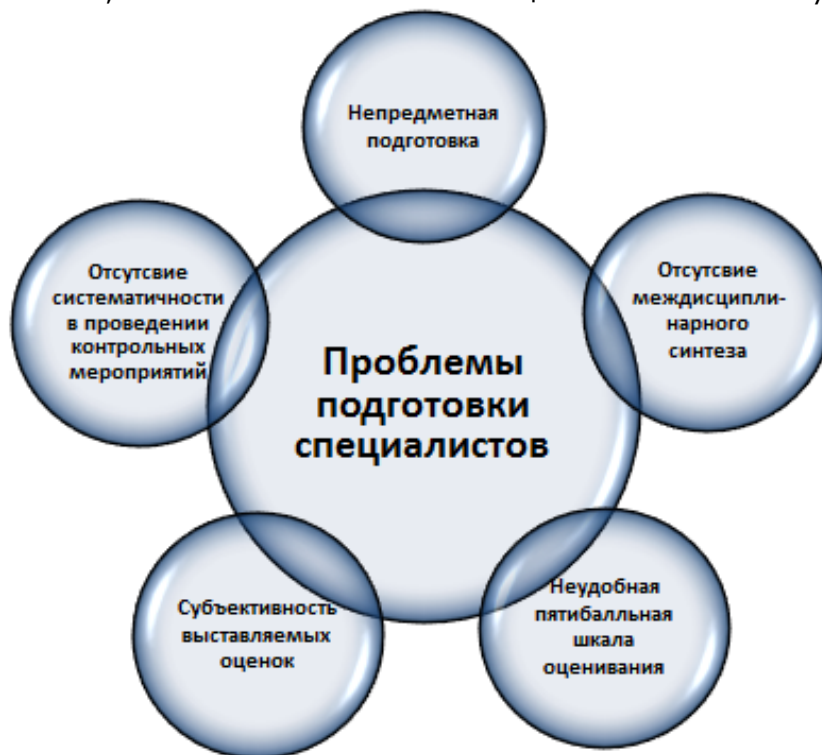 Непредметная
подготовка
Отсутсвие
систематичности
в проведении
контрольных
мероприятий
Отсутсвие
междисципли-
нарного
синтеза
Проблемы
подготовки
специалистов
Субъективность
выставляемых
оценок
Неудобная
пятибалльная
шкала
оценивания